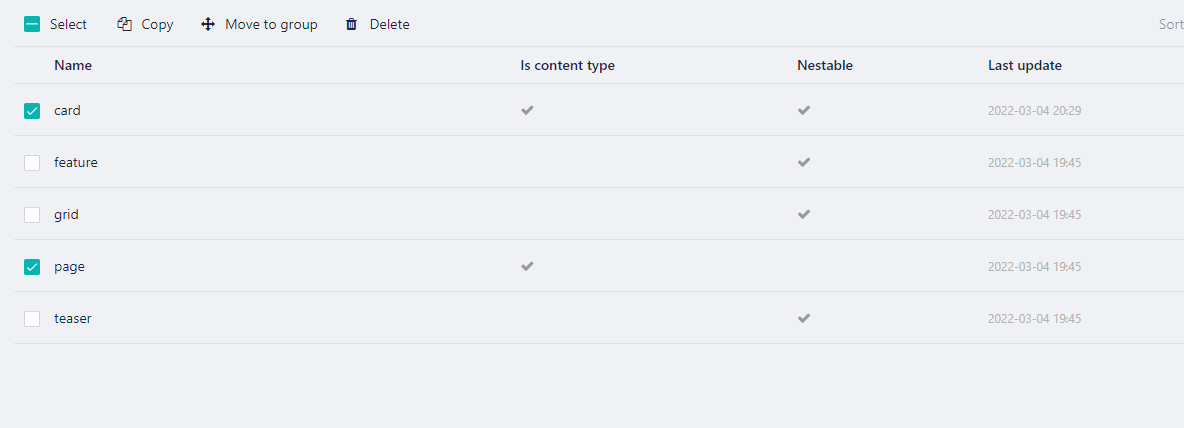 Select Copy Move to group Delete Sort
Name Is content type Nestable Last update
card 2022-03-04 20:29
feature 2022-03-04 19:45
grid 2022-03-04 19:45
page 2022-03-04 19:45
teaser 2022-03-04 19:45